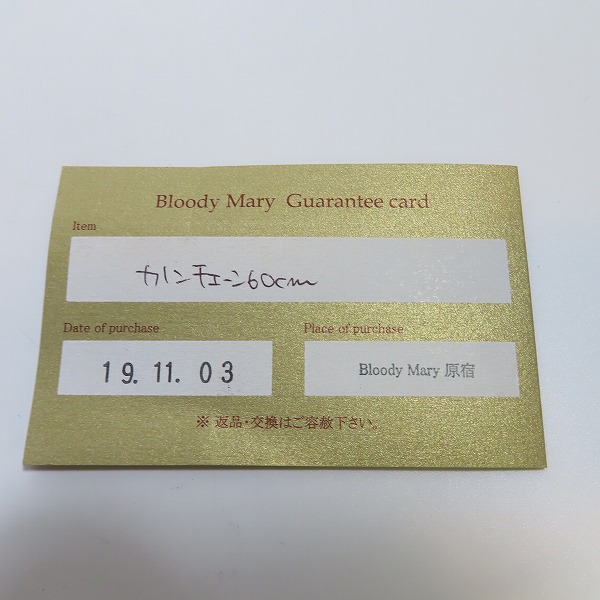 Bloody Mary Guarantee card
Item
カノンチェーン60cm
Date of purchase
Place of purchase
19.11.03
Bloody Mary 原宿
※ 返品・交換はご容赦下さい。